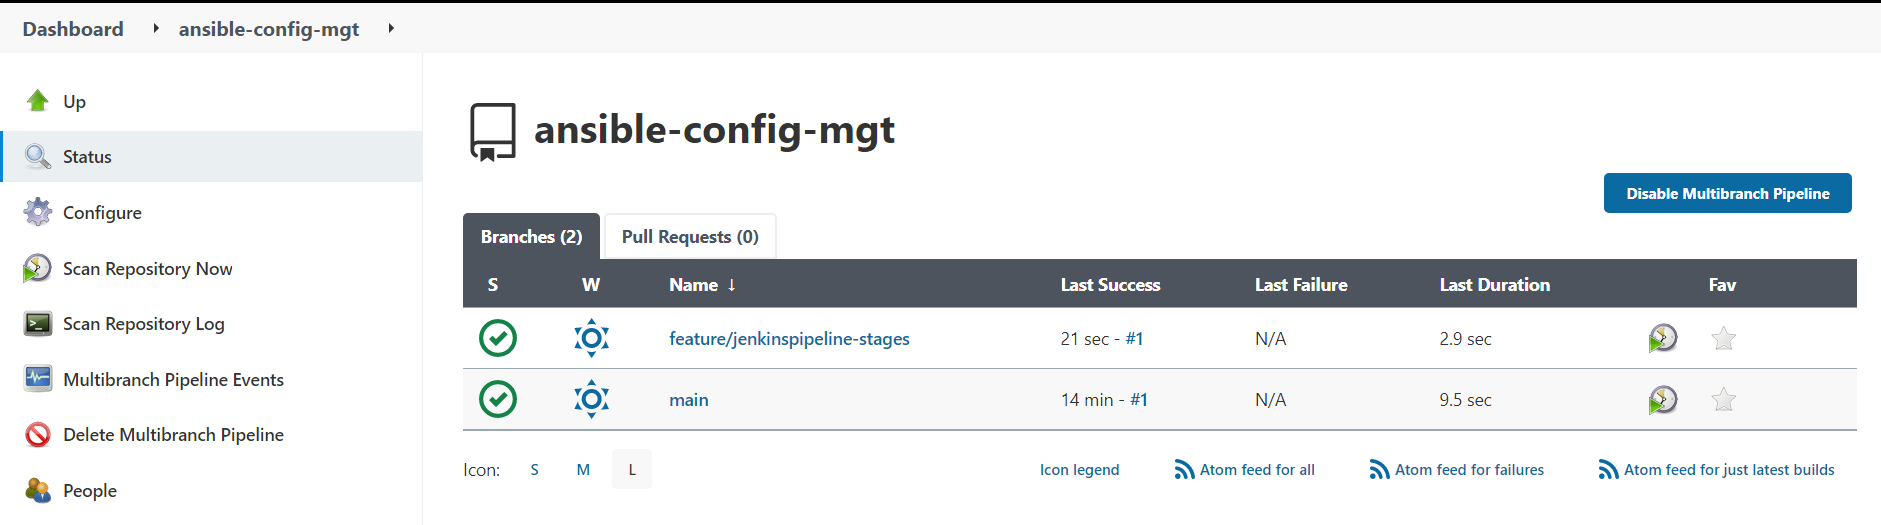 Dashboard ansible-config-mgt
Up
Status
Configure
Scan Repository Now
Scan Repository Log
Multibranch Pipeline Events
Delete Multibranch Pipeline
People
ansible-config-mgt
Disable Multibranch Pipeline
Branches (2) Pull Requests (0)
S W Name ↓ Last Success Last Failure Last Duration Fav
feature/jenkinspipeline-stages 21 sec - #1 N/A 2.9 sec
main 14 min - #1 N/A 9.5 sec
Icon: S M L Icon legend Atom feed for all Atom feed for failures Atom feed for just latest builds